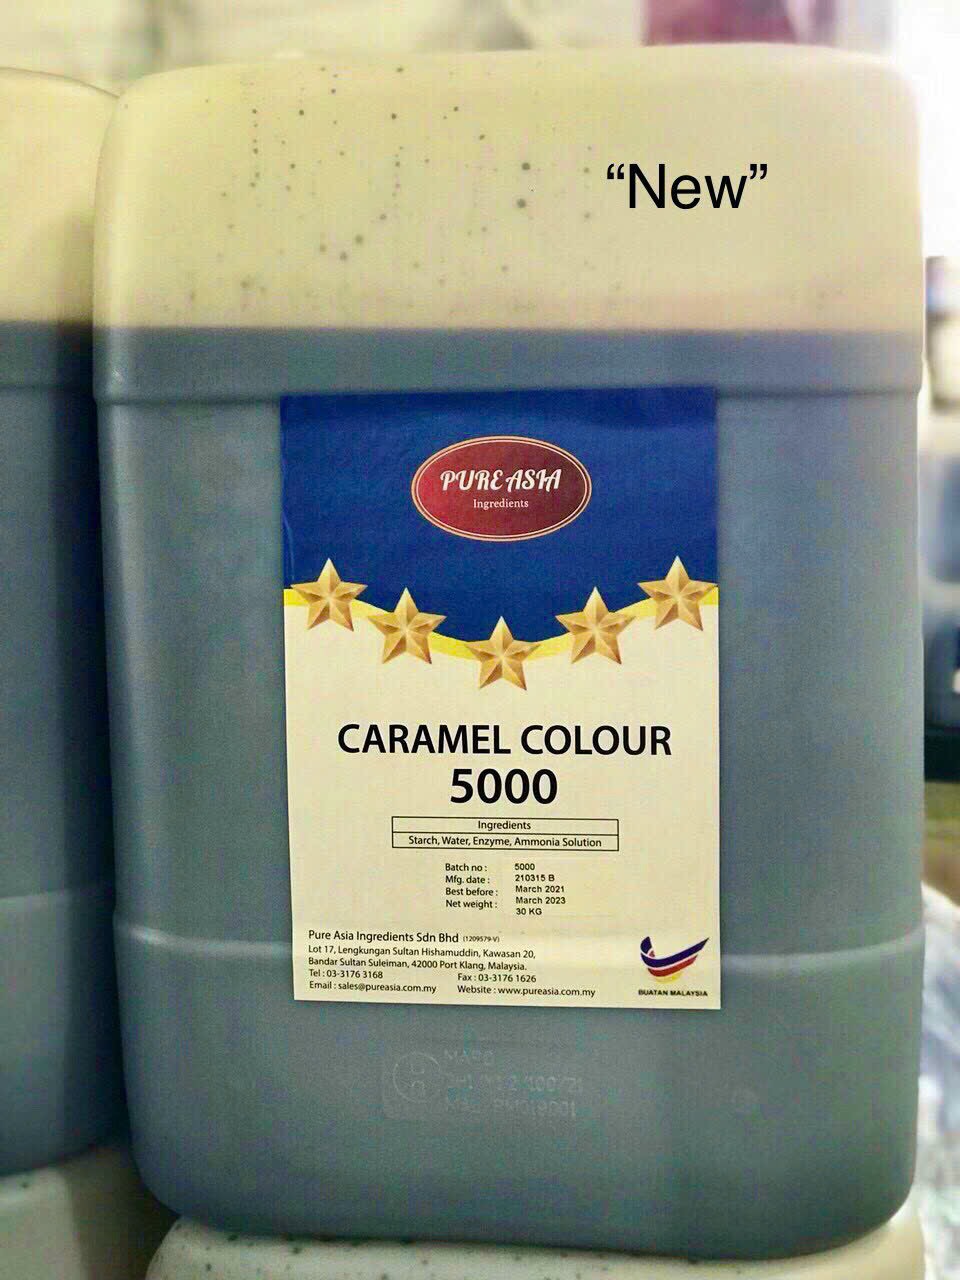 “New”
PURE ASIA
Ingredients
CARAMEL COLOUR
5000
Ingredients
Starch, Water, Enzyme, Ammonia Solution
Batch no : 5000
Mfg. date : 210315 B
Best before : March 2021
Net weight : March 2023
30 KG
Pure Asia Ingredients Sdn Bhd (1209579-V)
Lot 17, Lengkungan Sultan Hishamuddin, Kawasan 20,
Bandar Sultan Suleiman, 42000 Port Klang, Malaysia.
Tel : 03-3176 3168 Fax : 03-3176 1626
Email : sales@pureasia.com.my Website : www.pureasia.com.my
BUATAN MALAYSIA